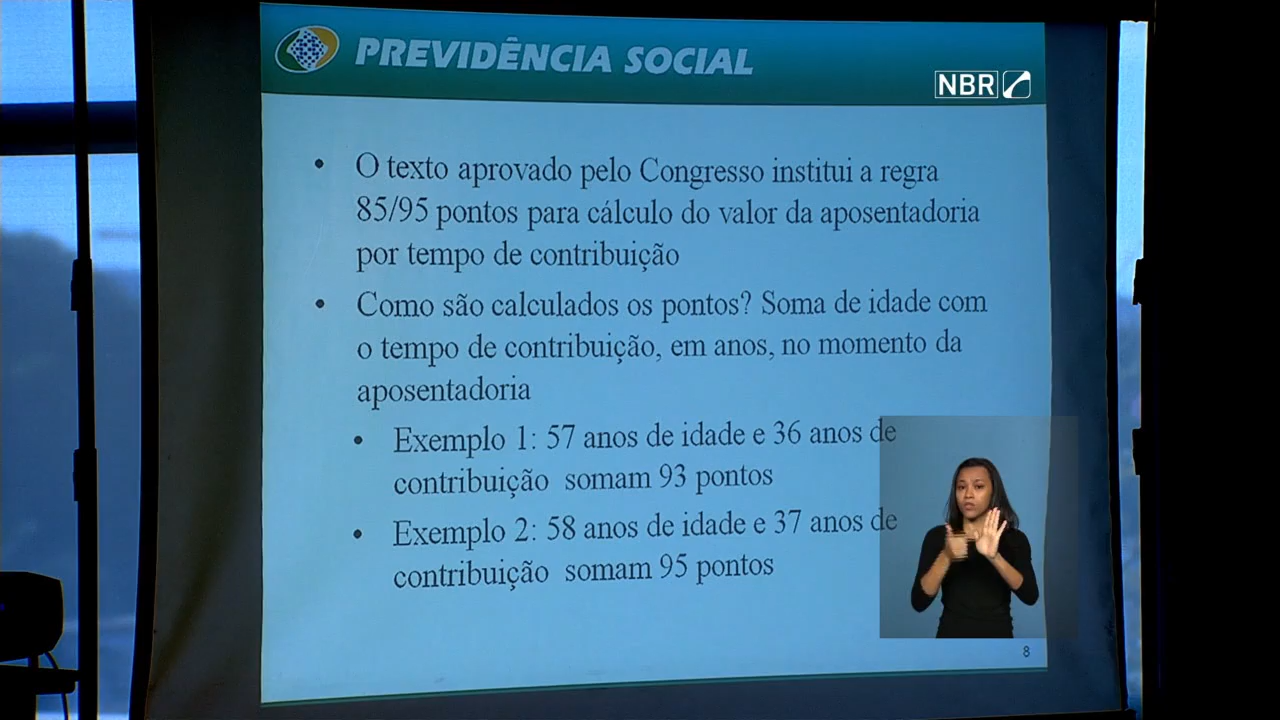 PREVIDÊNCIA SOCIAL
NBR
• O texto aprovado pelo Congresso institui a regra
85/95 pontos para cálculo do valor da aposentadoria
por tempo de contribuição
• Como são calculados os pontos? Soma de idade com
o tempo de contribuição, em anos, no momento da
aposentadoria
• Exemplo 1: 57 anos de idade e 36 anos de
contribuição somam 93 pontos
• Exemplo 2: 58 anos de idade e 37 anos de
contribuição somam 95 pontos
8